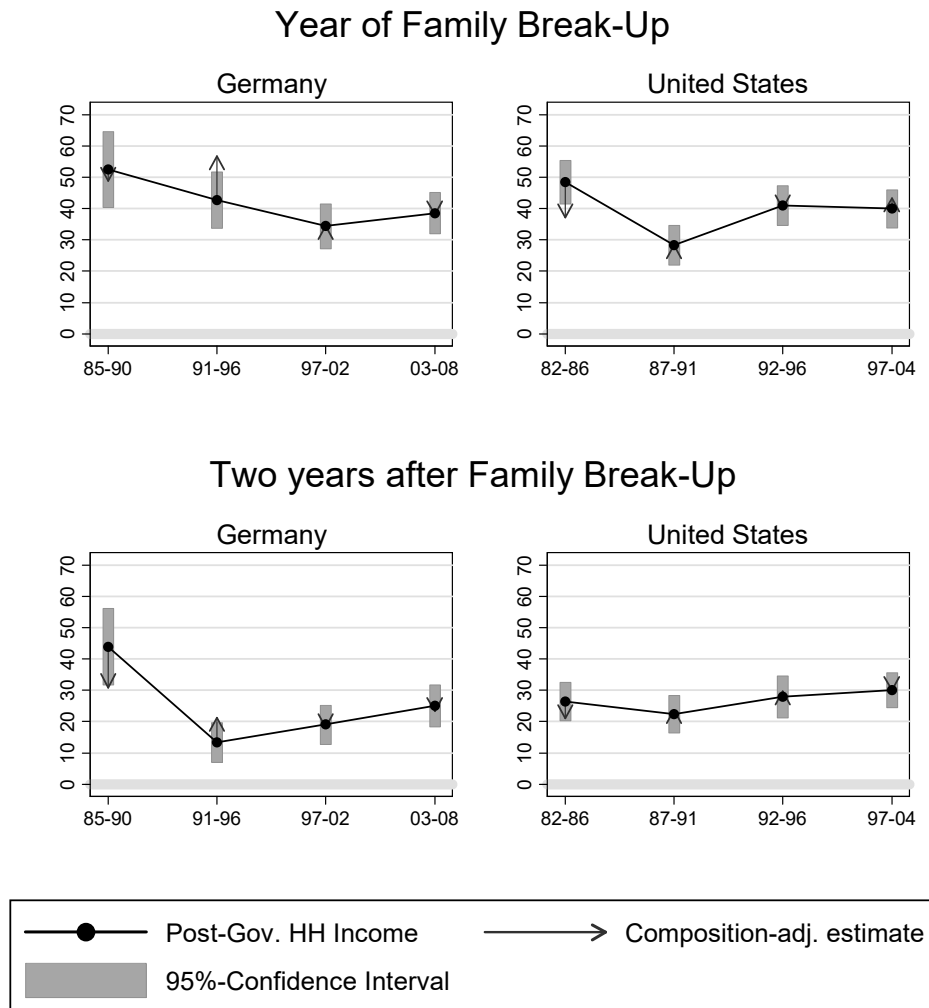 Year of Family Break-Up
Germany
United States
70
60
50
40
30
20
10
0
85-90 91-96 97-02 03-08
70
60
50
40
30
20
10
0
82-86 87-91 92-96 97-04
Two years after Family Break-Up
Germany
United States
70
60
50
40
30
20
10
0
85-90 91-96 97-02 03-08
70
60
50
40
30
20
10
0
82-86 87-91 92-96 97-04
Post-Gov. HH Income
Composition-adj. estimate
95%-Confidence Interval